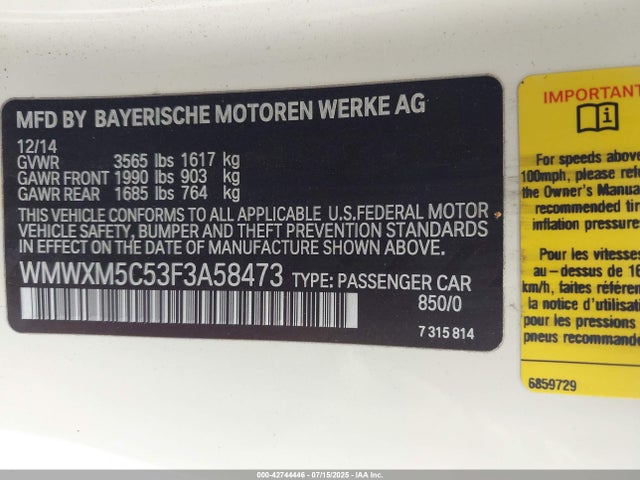 MFD BY BAYERISCHE MOTOREN WERKE AG
12/14
GVWR 3565 lbs 1617 kg
GAWR FRONT 1990 lbs 903 kg
GAWR REAR 1685 lbs 764 kg
THIS VEHICLE CONFORMS TO ALL APPLICABLE U.S.FEDERAL MOTOR
VEHICLE SAFETY, BUMPER, AND THEFT PREVENTION STANDARDS
IN EFFECT ON THE DATE OF MANUFACTURE SHOWN ABOVE.
WMWXM5C53F3A58473 TYPE: PASSENGER CAR
850/0
7 315 814
IMPORTANT
For speeds above
100mph, please refe
the Owner's Manua
recommended tir
inflation pressure
Pour les vitesses
au-dessus de 16
km/h, faites référen
la notice d'utilis
pour les pressions
pneus recommandé
6859729
000-42744446 - 07/15/2025 - IAA Inc.